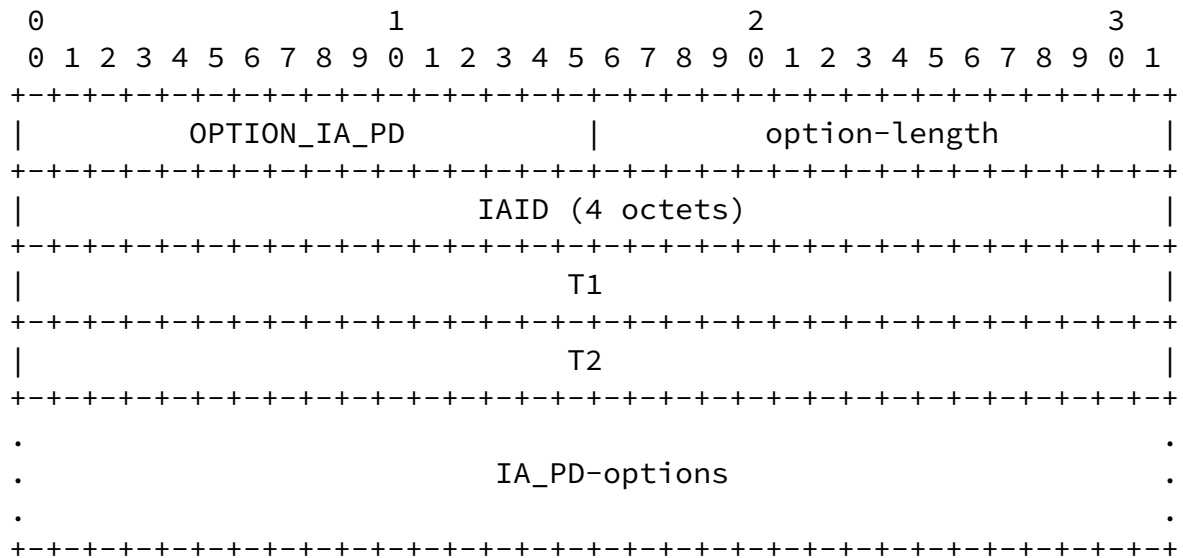 0                   1                   2                   3
 0 1 2 3 4 5 6 7 8 9 0 1 2 3 4 5 6 7 8 9 0 1 2 3 4 5 6 7 8 9 0 1
+-+-+-+-+-+-+-+-+-+-+-+-+-+-+-+-+-+-+-+-+-+-+-+-+-+-+-+-+-+-+-+-+
|         OPTION_IA_PD          |         option-length         |
+-+-+-+-+-+-+-+-+-+-+-+-+-+-+-+-+-+-+-+-+-+-+-+-+-+-+-+-+-+-+-+-+
|                         IAID (4 octets)                       |
+-+-+-+-+-+-+-+-+-+-+-+-+-+-+-+-+-+-+-+-+-+-+-+-+-+-+-+-+-+-+-+-+
|                              T1                               |
+-+-+-+-+-+-+-+-+-+-+-+-+-+-+-+-+-+-+-+-+-+-+-+-+-+-+-+-+-+-+-+-+
|                              T2                               |
+-+-+-+-+-+-+-+-+-+-+-+-+-+-+-+-+-+-+-+-+-+-+-+-+-+-+-+-+-+-+-+-+
.                                                               .
.                          IA_PD-options                        .
.                                                               .
+-+-+-+-+-+-+-+-+-+-+-+-+-+-+-+-+-+-+-+-+-+-+-+-+-+-+-+-+-+-+-+-+